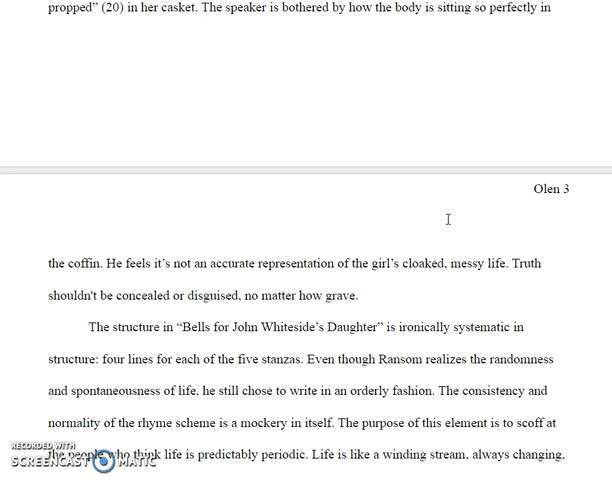 propped” (20) in her casket. The speaker is bothered by how the body is sitting so perfectly in
Olen 3
the coffin. He feels it’s not an accurate representation of the girl’s cloaked, messy life. Truth
shouldn't be concealed or disguised, no matter how grave.
The structure in “Bells for John Whiteside’s Daughter” is ironically systematic in
structure: four lines for each of the five stanzas. Even though Ransom realizes the randomness
and spontaneousness of life, he still chose to write in an orderly fashion. The consistency and
normality of the rhyme scheme is a mockery in itself. The purpose of this element is to scoff at
the people who think life is predictably periodic. Life is like a winding stream, always changing,
RECORDED WITH
SCREENCAST MATIC